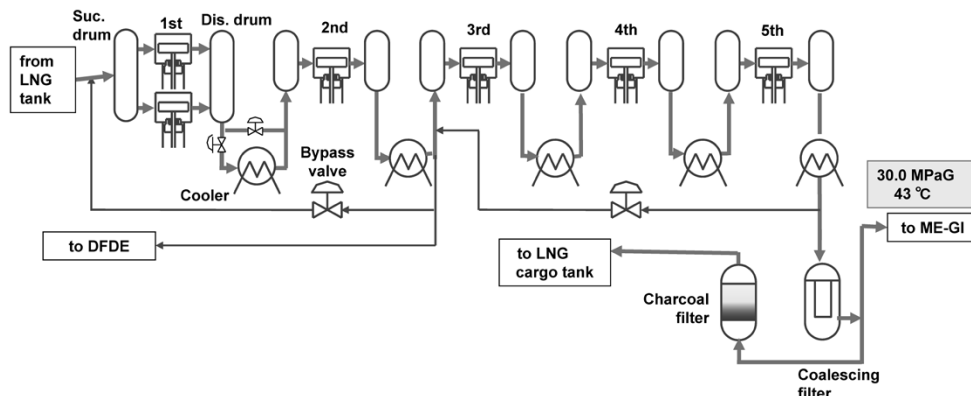 Suc.
drum
1st
Dis. drum
2nd
3rd
4th
5th
from
LNG
tank
Cooler
Bypass
valve
30.0 MPaG
43 ℃
to ME-GI
to DFDE
to LNG
cargo tank
Charcoal
filter
Coalescing
filter